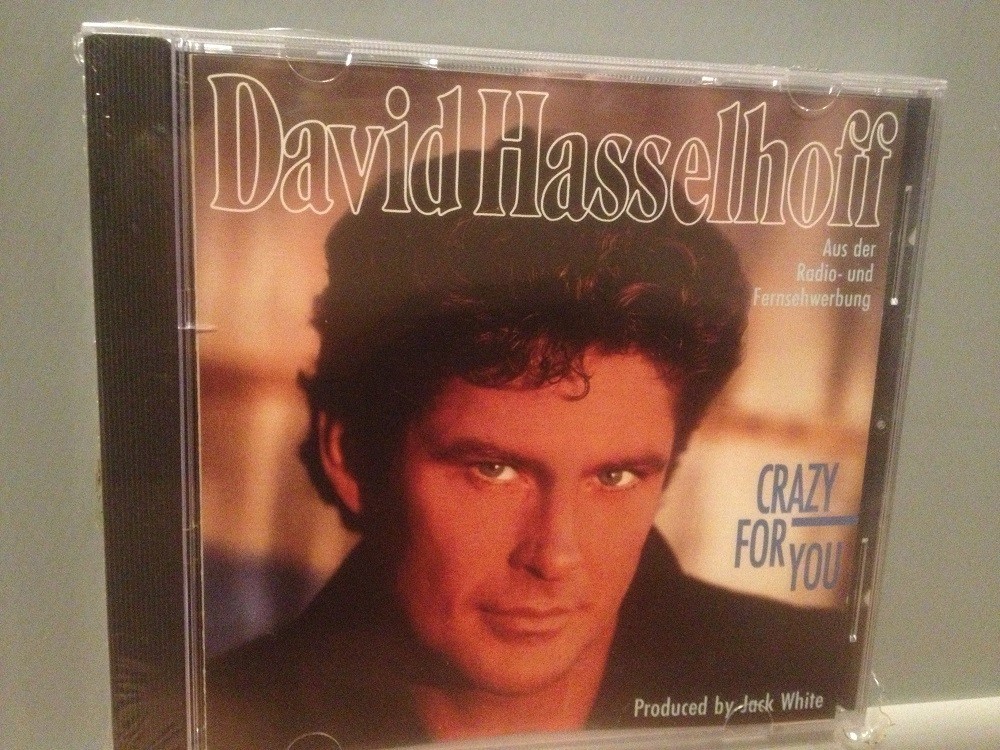 David Hasselhoff
Aus der
Radio- und
Fernsehwerbung
CRAZY
FOR YOU
Produced by Jack White